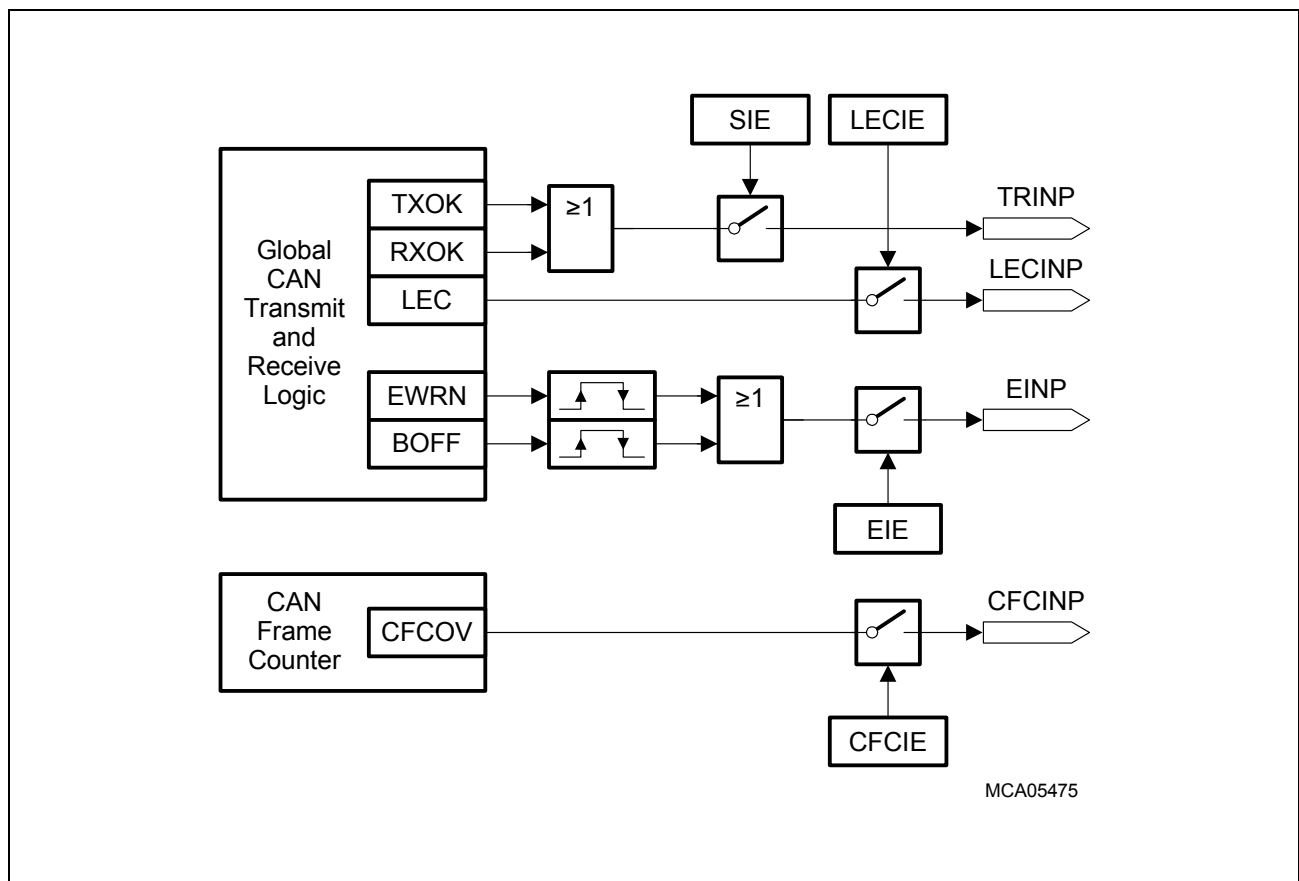 SIE
LECIE
Global
CAN
Transmit
and
Receive
Logic
TXOK
RXOK
LEC
EWRN
BOFF
≥1
≥1
TRINP
LECINP
EINP
EIE
CAN
Frame
Counter
CFCOV
CFCINP
CFCIE
MCA05475